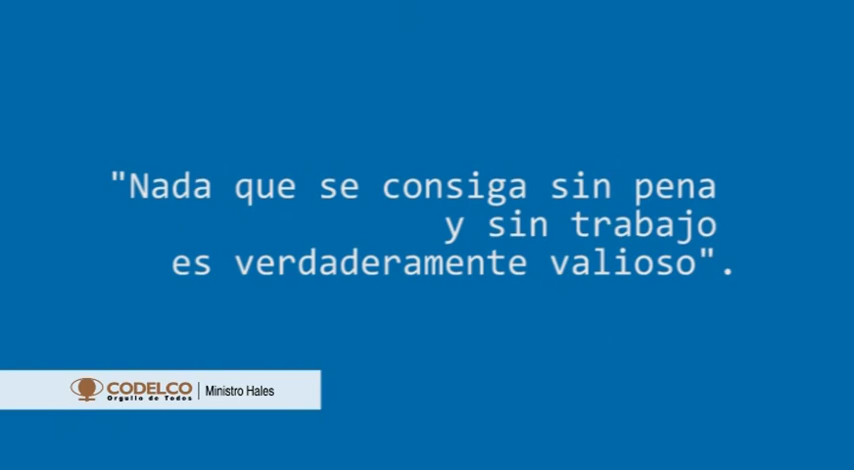 "Nada que se consiga sin pena
y sin trabajo
es verdaderamente valioso".
CODELCO | Ministro Hales
Orgullo de Todos